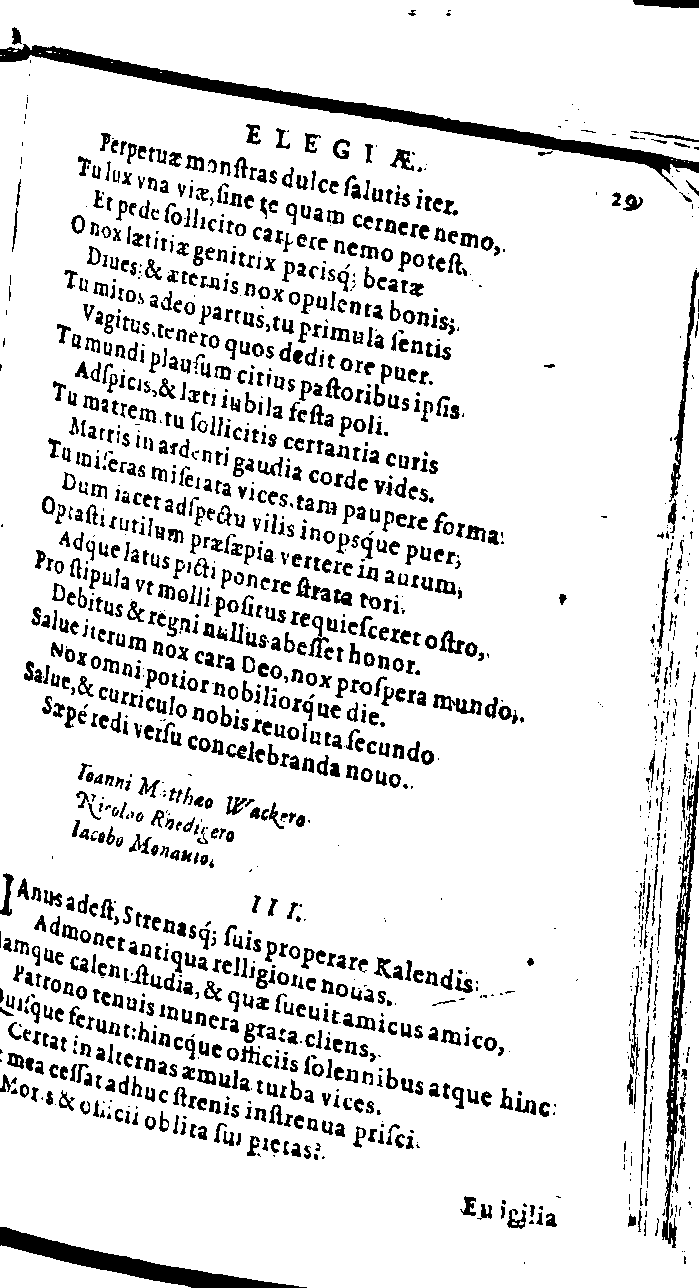 ELEGIÆ.
29
Perpetuæ monſtras dulce ſalutis iter.
Tu lux vna viæ, ſine te quam cernere nemo,
Et pede ſollicito carpere nemo poteſt.
O nox lætitiæ genitrix pacisq́; beatæ
Diues; & æternis nox opulenta bonis;
Tu miros adeo partus, tu primula ſentis
Vagitus, tenero quos dedit ore puer.
Tu mundi plauſum citius paſtoribus ipſis
Adſpicis, & læti iubila feſta poli.
Tu matrem tu ſollicitis certantia curis
Matris in ardenti gaudia corde vides.
Tu miſeras miſerata vices, tam paupere forma
Dum iacet adſpectu vilis inopsq́ue puer;
Optaſti rutilum præſæpia vertere in aurum,
Adque latus picti ponere ſtrata tori.
Pro ſtipula vt molli poſitus requieſceret oſtro,
Debitus & regni nullus abeſſet honor.
Salue iterum nox cara Deo, nox proſpera mundo,
Nox omni potior nobiliorq́ue die.
Salue, & curriculo nobis reuoluta ſecundo
Sæpé redi verſu concelebranda nouo.
Ioanni Matthæo Wackero
Nicolao Rhedigero
Iacobo Monauio.
III.
IAnus adeſt, Strenasq́; ſuis properare Kalendis
Admonet antiqua relligione nouas.
Iamque calent ſtudia, & quæ ſueuit amicus amico,
Patrono tenuis munera grata cliens,
Quiſque ferunt: hincq́ue officiis ſolennibus atque hinc
Certat in alternas æmula turba vices.
mea ceſſat adhuc ſtrenis inſtrenua priſci
Moris & officii oblita ſui pietas?
Eu igilia